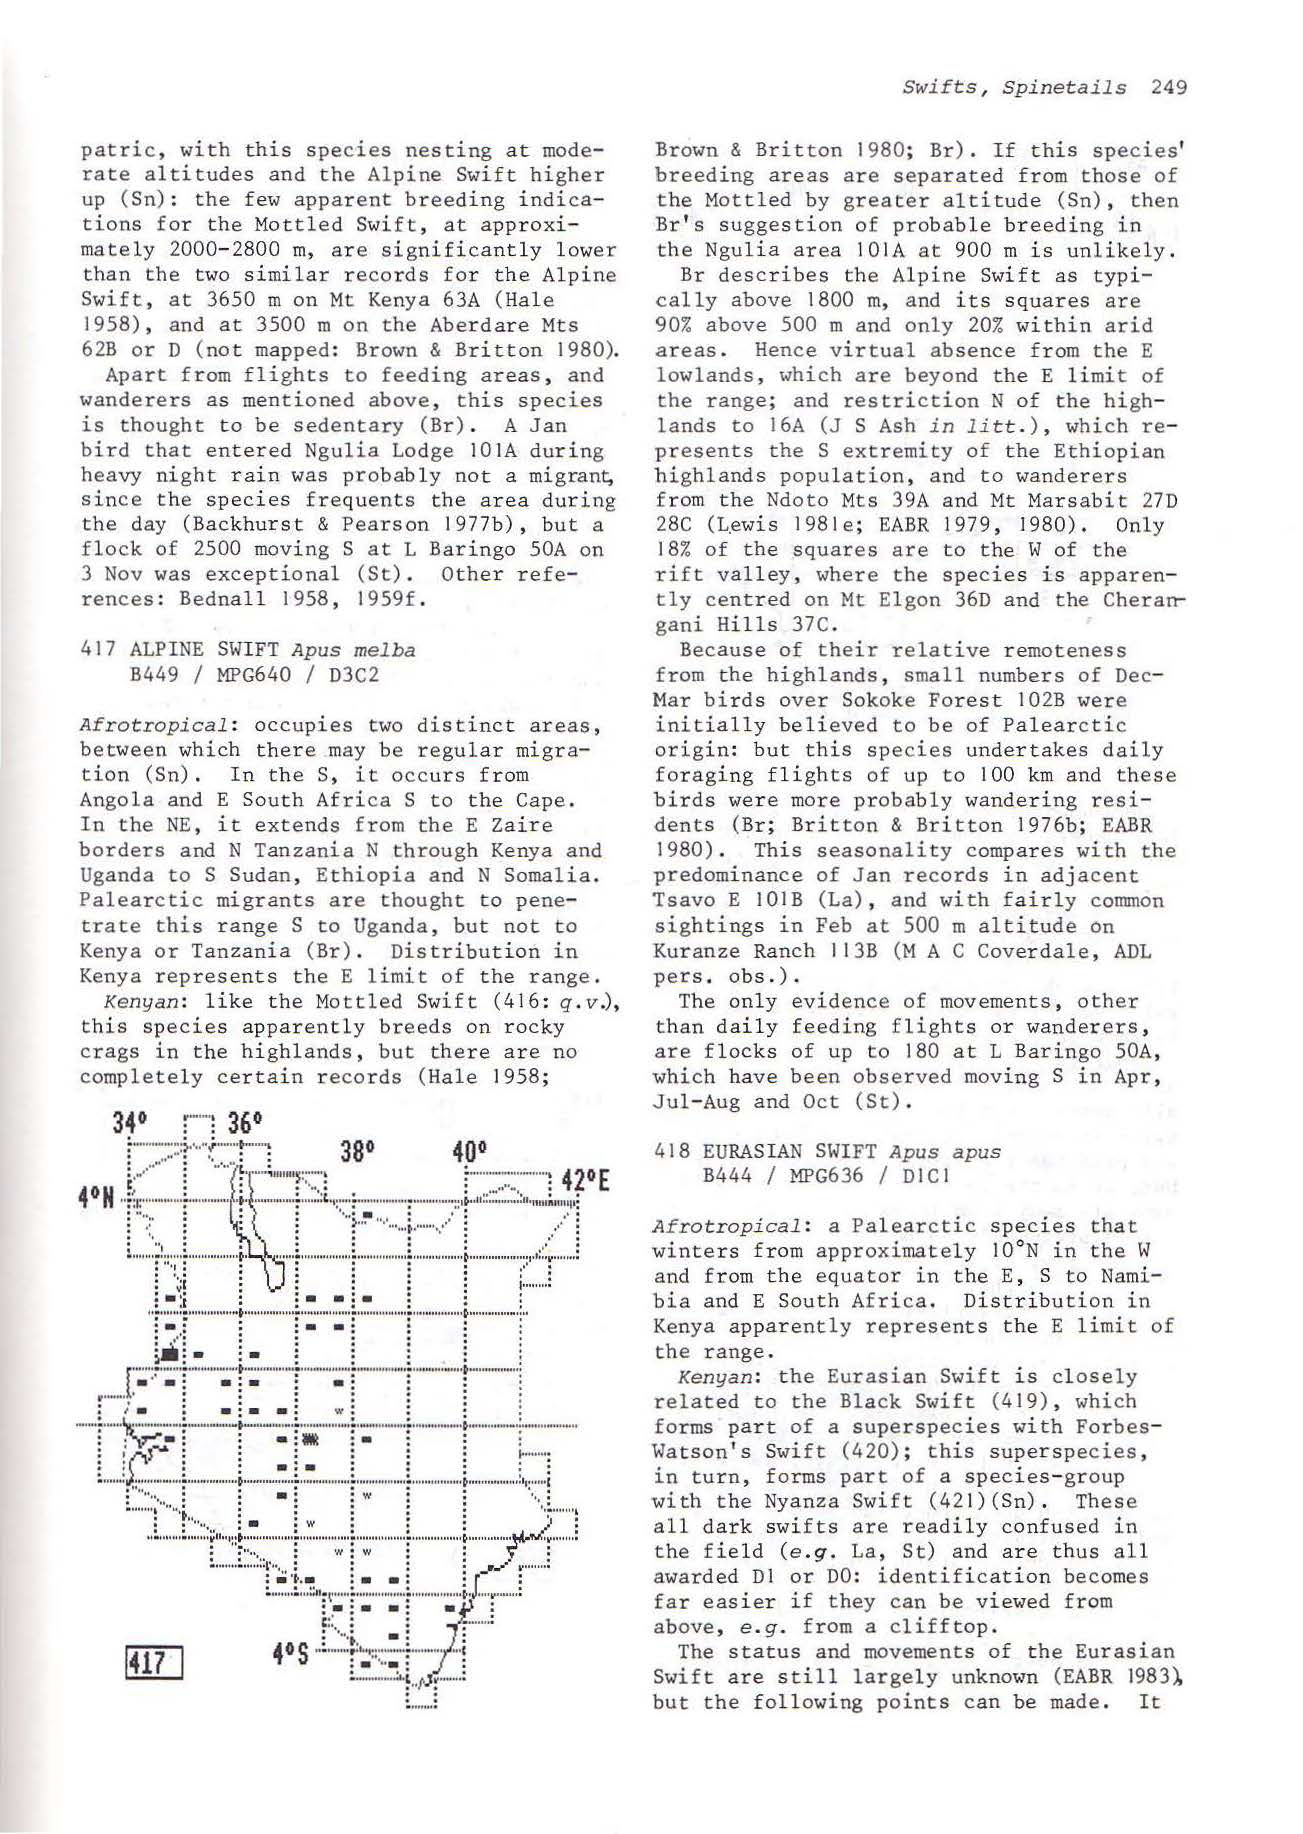 Swifts, Spinetails 249
patric, with this species nesting at mode-
rate altitudes and the Alpine Swift higher
up (Sn): the few apparent breeding indica-
tions for the Mottled Swift, at approxi-
mately 2000-2800 m, are significantly lower
than the two similar records for the Alpine
Swift, at 3650 m on Mt Kenya 63A (Hale
1958), and at 3500 m on the Aberdare Mts
62B or D (not mapped: Brown & Britton 1980).
Apart from flights to feeding areas, and
wanderers as mentioned above, this species
is thought to be sedentary (Br). A Jan
bird that entered Ngulia Lodge 101A during
heavy night rain was probably not a migrant,
since the species frequents the area during
the day (Backhurst & Pearson 1977b), but a
flock of 2500 moving S at L Baringo 50A on
3 Nov was exceptional (St). Other refe-
rences: Bednall 1958, 1959f.
417 ALPINE SWIFT Apus melba
B449 / MPG640 / D3C2
Afrotropical: occupies two distinct areas,
between which there may be regular migra-
tion (Sn). In the S, it occurs from
Angola and E South Africa S to the Cape.
In the NE, it extends from the E Zaire
borders and N Tanzania N through Kenya and
Uganda to S Sudan, Ethiopia and N Somalia.
Palearctic migrants are thought to pene-
trate this range S to Uganda, but not to
Kenya or Tanzania (Br). Distribution in
Kenya represents the E limit of the range.
Kenyan: like the Mottled Swift (416: q.v.),
this species apparently breeds on rocky
crags in the highlands, but there are no
completely certain records (Hale 1958;
34° 36°
38° 40°
42°E
4°N
W
W
W
W W
4°S
417
Brown & Britton 1980; Br). If this species'
breeding areas are separated from those of
the Mottled by greater altitude (Sn), then
Br's suggestion of probable breeding in
the Ngulia area 101A at 900 m is unlikely.
Br describes the Alpine Swift as typi-
cally above 1800 m, and its squares are
90% above 500 m and only 20% within arid
areas. Hence virtual absence from the E
lowlands, which are beyond the E limit of
the range; and restriction N of the high-
lands to 16A (J S Ash in litt.), which re-
presents the S extremity of the Ethiopian
highlands population, and to wanderers
from the Ndoto Mts 39A and Mt Marsabit 27D
28C (Lewis 1981e; EABR 1979, 1980). Only
18% of the squares are to the W of the
rift valley, where the species is apparen-
tly centred on Mt Elgon 36D and the Cheran-
gani Hills 37C.
Because of their relative remoteness
from the highlands, small numbers of Dec-
Mar birds over Sokoke Forest 102B were
initially believed to be of Palearctic
origin: but this species undertakes daily
foraging flights of up to 100 km and these
birds were more probably wandering resi-
dents (Br; Britton & Britton 1976b; EABR
1980). This seasonality compares with the
predominance of Jan records in adjacent
Tsavo E 101B (La), and with fairly common
sightings in Feb at 500 m altitude on
Kuranze Ranch 113B (M A C Coverdale, ADL
pers. obs.).
The only evidence of movements, other
than daily feeding flights or wanderers,
are flocks of up to 180 at L Baringo 50A,
which have been observed moving S in Apr,
Jul-Aug and Oct (St).
418 EURASIAN SWIFT Apus apus
B444 / MPG636 / D1C1
Afrotropical: a Palearctic species that
winters from approximately 10°N in the W
and from the equator in the E, S to Nami-
bia and E South Africa. Distribution in
Kenya apparently represents the E limit of
the range.
Kenyan: the Eurasian Swift is closely
related to the Black Swift (419), which
forms part of a superspecies with Forbes-
Watson's Swift (420); this superspecies,
in turn, forms part of a species-group
with the Nyanza Swift (421)(Sn). These
all dark swifts are readily confused in
the field (e.g. La, St) and are thus all
awarded D1 or D0: identification becomes
far easier if they can be viewed from
above, e.g. from a clifftop.
The status and movements of the Eurasian
Swift are still largely unknown (EABR 1983),
but the following points can be made. It